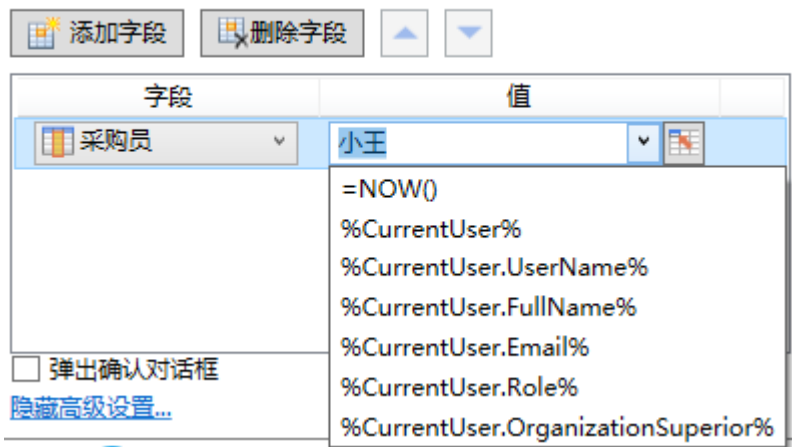 添加字段 删除字段
字段 值
采购员 小王
=NOW()
%CurrentUser%
%CurrentUser.UserName%
%CurrentUser.FullName%
%CurrentUser.Email%
%CurrentUser.Role%
%CurrentUser.OrganizationSuperior%
弹出确认对话框
隐藏高级设置...